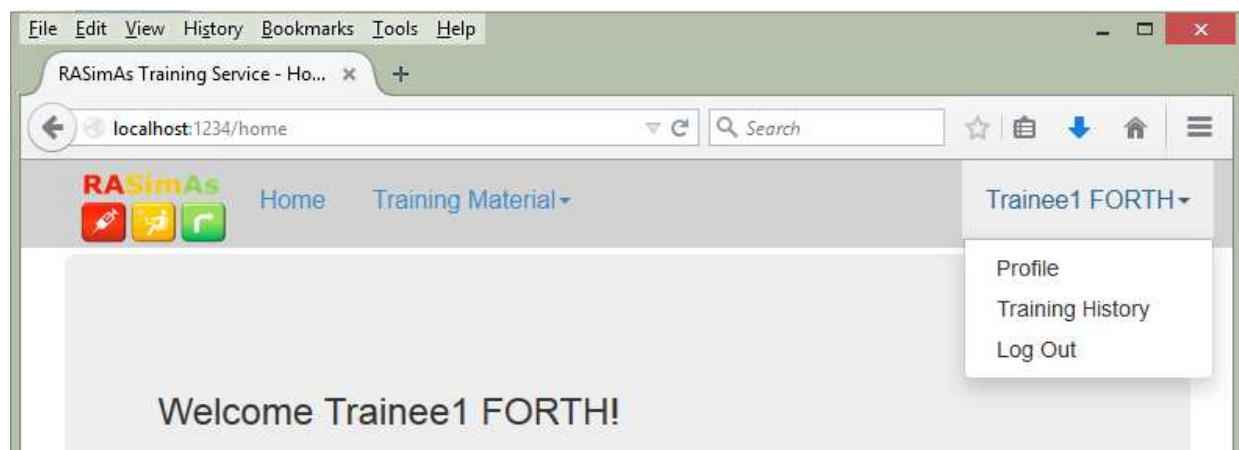 File Edit View History Bookmarks Tools Help
RASimAs Training Service - Ho...
localhost:1234/home Search
RASimAs
Home Training Material Trainee1 FORTH
Profile
Training History
Log Out
Welcome Trainee1 FORTH!